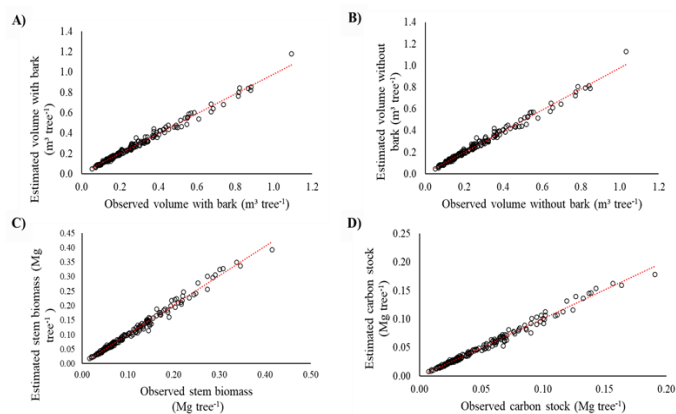 A)
Estimated volume with bark
(m³ tree⁻¹)
1.4
1.2
1.0
0.8
0.6
0.4
0.2
0.0
0.0 0.2 0.4 0.6 0.8 1.0 1.2
Observed volume with bark (m³ tree⁻¹)
B)
Estimated volume without
bark (m³ tree⁻¹)
1.4
1.2
1.0
0.8
0.6
0.4
0.2
0.0
0.0 0.2 0.4 0.6 0.8 1.0 1.2
Observed volume without bark (m³ tree⁻¹)
C)
Estimated stem biomass (Mg
tree⁻¹ )
0.45
0.40
0.35
0.30
0.25
0.20
0.15
0.10
0.05
0.00
0.00 0.10 0.20 0.30 0.40 0.50
Observed stem biomass
(Mg tree⁻¹)
D)
Estimated carbon stock
(Mg tree⁻¹)
0.25
0.20
0.15
0.10
0.05
0.00
0.00 0.05 0.10 0.15 0.20
Observed carbon stock (Mg tree⁻¹)